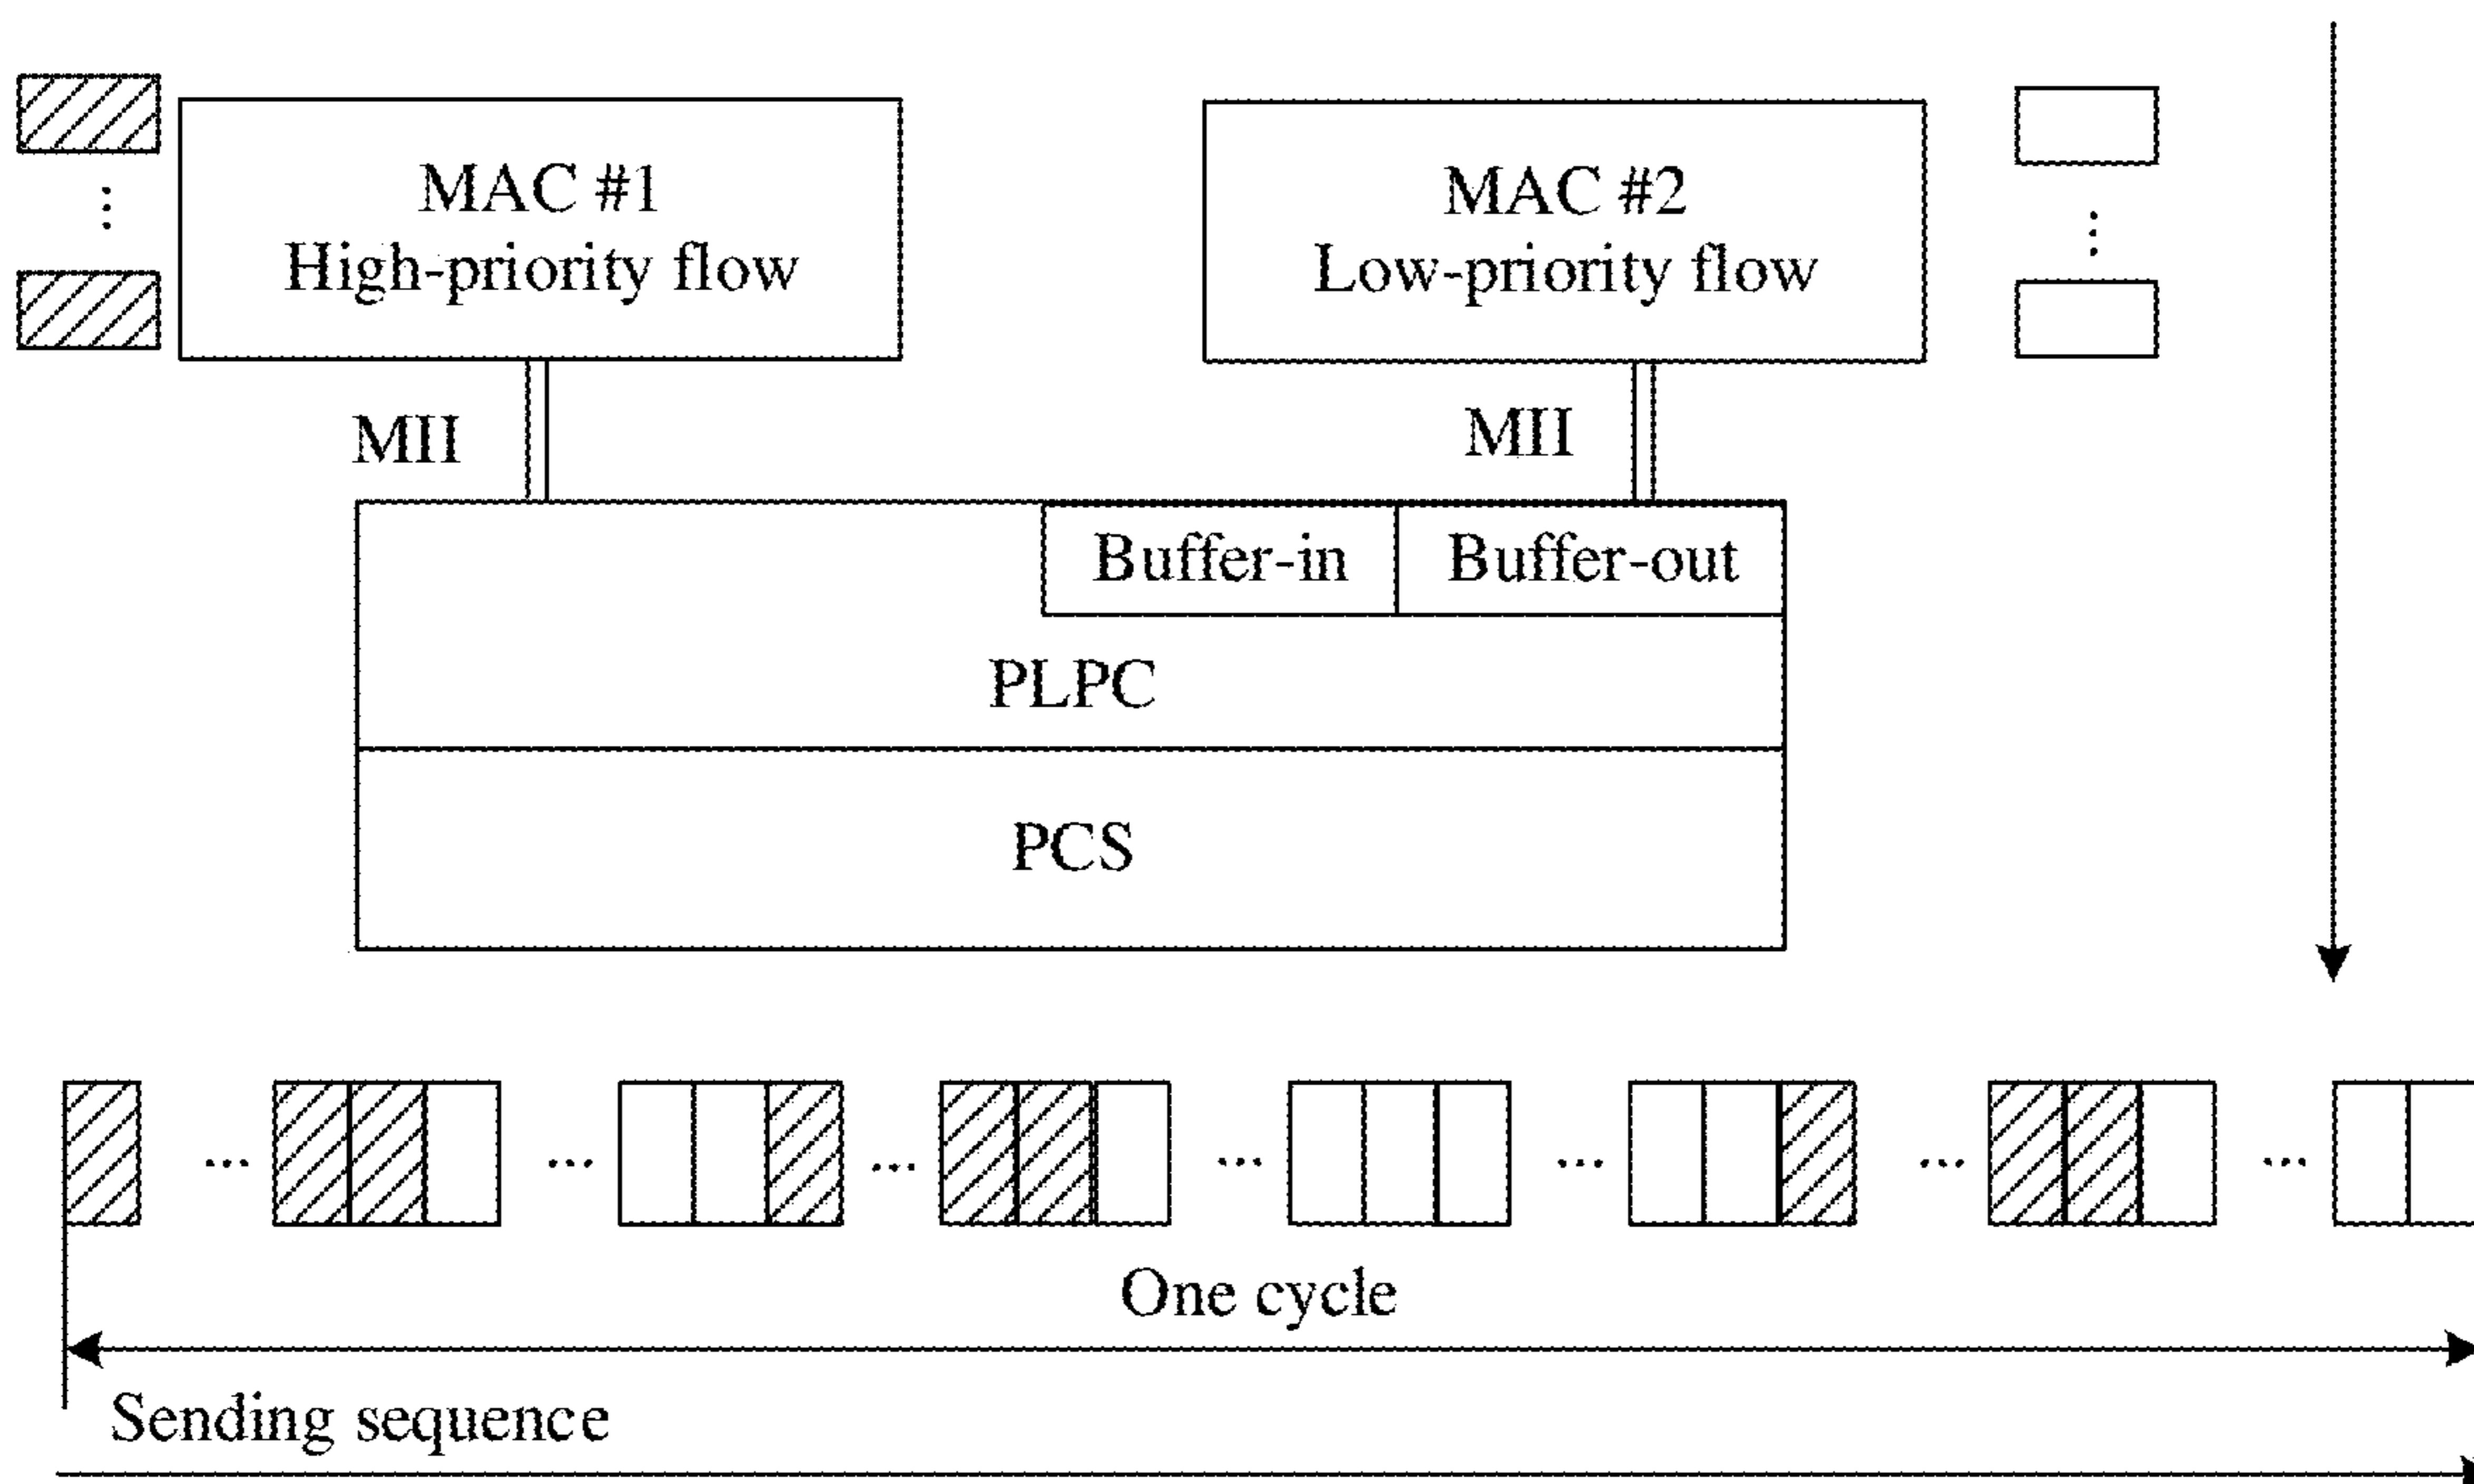 MAC #1
High-priority flow
MAC #2
Low-priority flow
MII
MII
Buffer-in
Buffer-out
PLPC
PCS
...
...
...
...
...
...
...
One cycle
Sending sequence